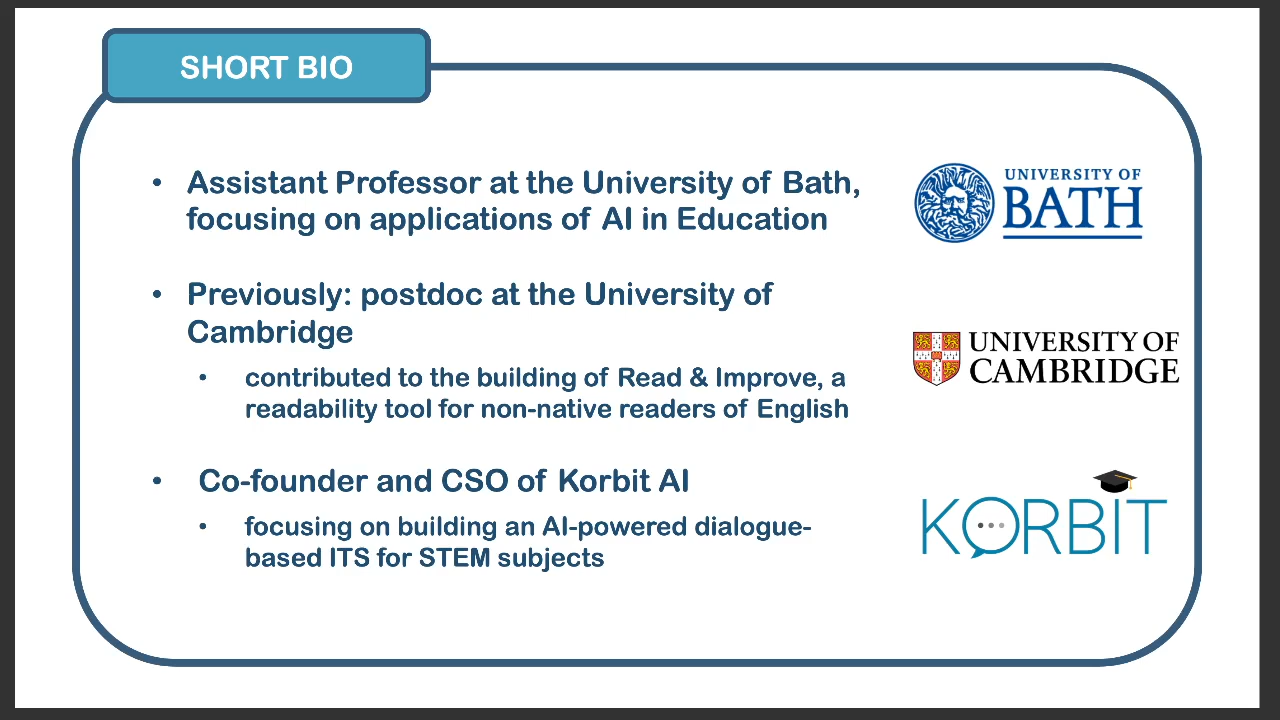 SHORT BIO
• Assistant Professor at the University of Bath,
focusing on applications of AI in Education
UNIVERSITY OF
BATH
• Previously: postdoc at the University of
Cambridge
• contributed to the building of Read & Improve, a
readability tool for non-native readers of English
UNIVERSITY OF
CAMBRIDGE
• Co-founder and CSO of Korbit AI
• focusing on building an AI-powered dialogue-
based ITS for STEM subjects
KORBIT